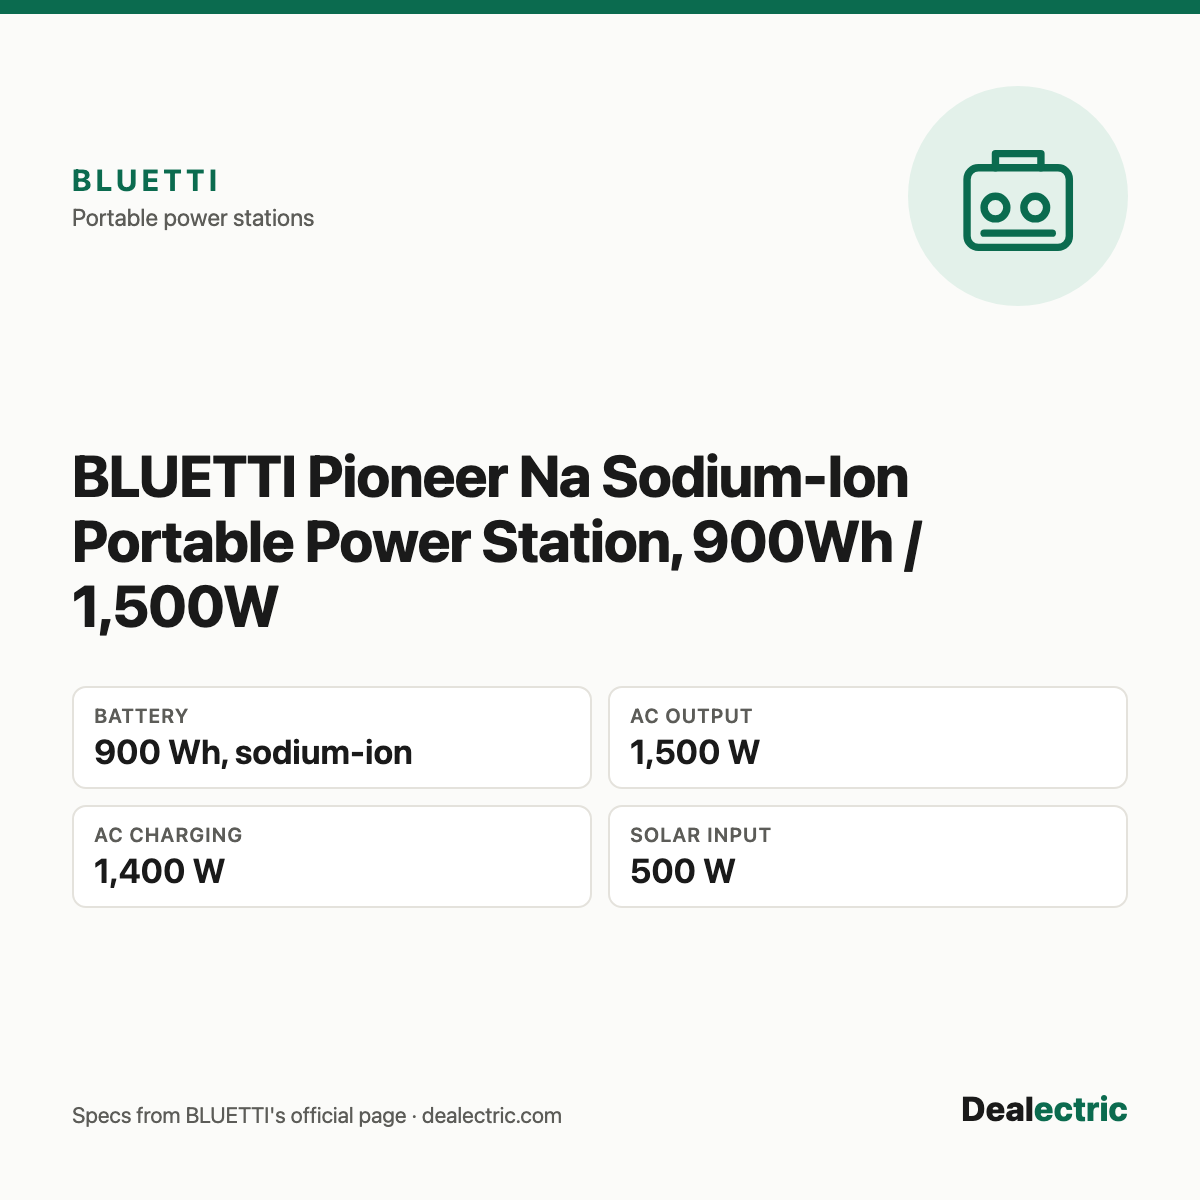 BLUETTI
Portable power stations
BLUETTI Pioneer Na Sodium-Ion
Portable Power Station, 900Wh /
1,500W
BATTERY
900 Wh, sodium-ion
AC OUTPUT
1,500 W
AC CHARGING
1,400 W
SOLAR INPUT
500 W
Specs from BLUETTI's official page · dealectric.com
Dealectric